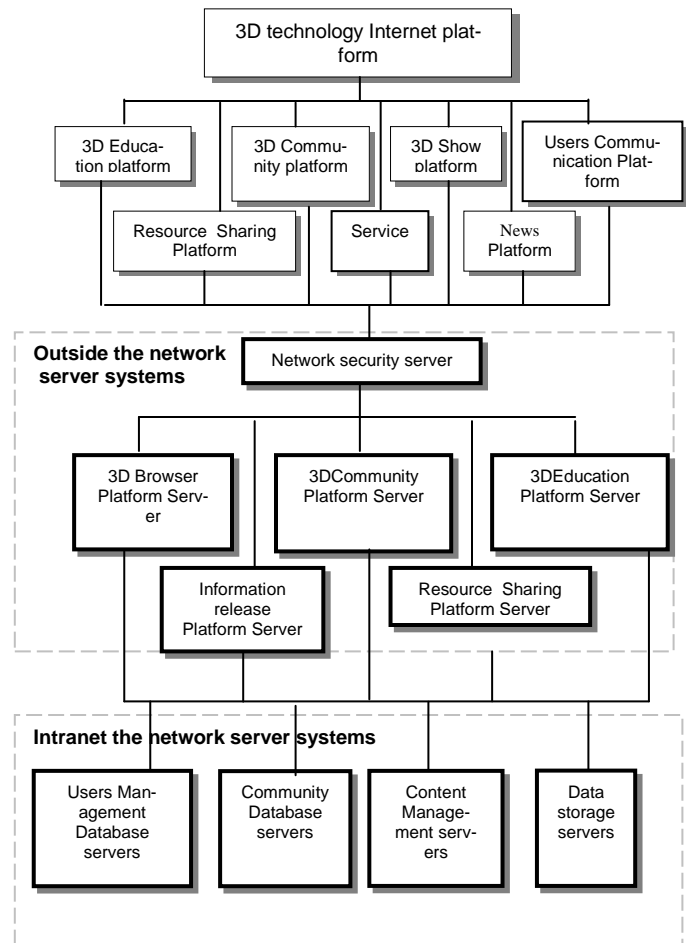 3D technology Internet plat-
form
3D Educa-
tion platform
3D Commu-
nity platform
3D Show
platform
Users Commu-
nication Plat-
form
Resource Sharing
Platform
Service
News
Platform
Outside the network
server systems
Network security server
3D Browser
Platform Serv-
er
3DCommunity
Platform Server
3DEducation
Platform Server
Information
release
Platform Server
Resource Sharing
Platform Server
Intranet the network server systems
Users Man-
agement
Database
servers
Community
Database
servers
Content
Manage-
ment serv-
ers
Data
storage
servers